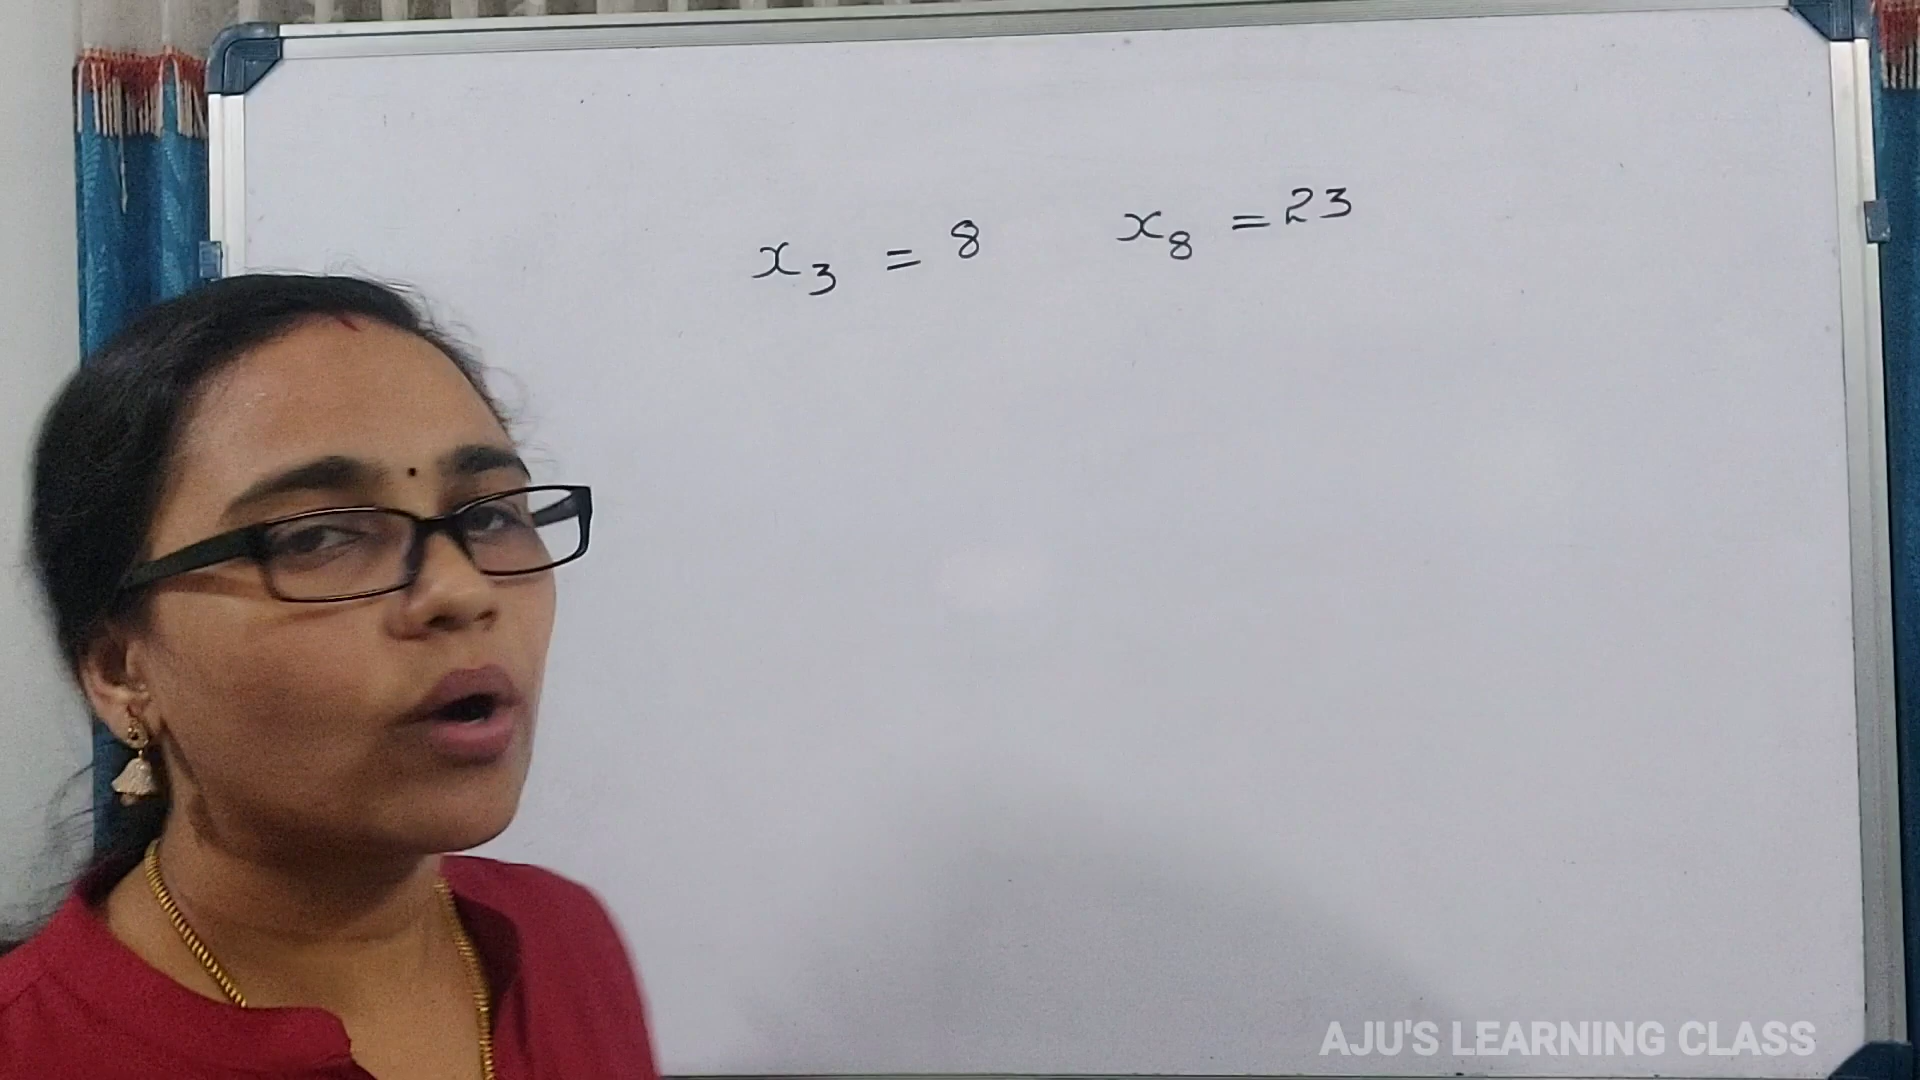 x₃ = 8 x₈ = 23
AJU'S LEARNING CLASS